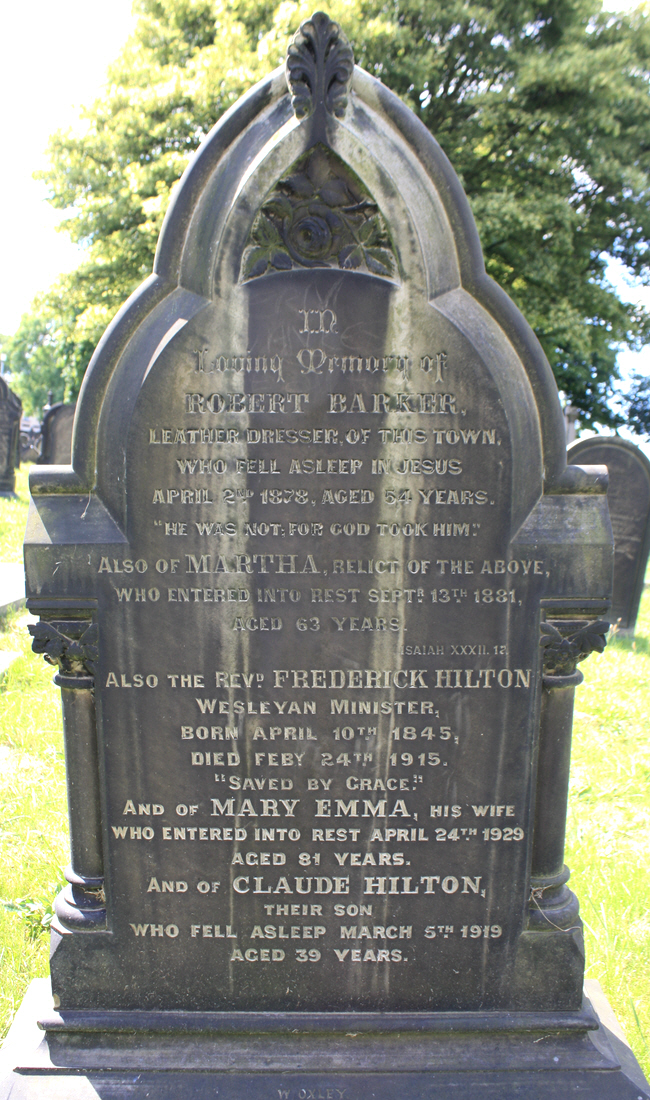 In
Loving Memory of
ROBERT BARKER,
LEATHER DRESSER, OF THIS TOWN,
WHO FELL ASLEEP IN JESUS
APRIL 2ND 1878, AGED 54 YEARS.
"HE WAS NOT: FOR GOD TOOK HIM."
ALSO OF MARTHA, RELICT OF THE ABOVE,
WHO ENTERED INTO REST SEPTR 13TH 1881,
AGED 63 YEARS.
ISAIAH XXXII. 17.
ALSO THE REVD FREDERICK HILTON
WESLEYAN MINISTER,
BORN APRIL 10TH 1845,
DIED FEBY 24TH 1915.
"SAVED BY GRACE."
AND OF MARY EMMA, HIS WIFE
WHO ENTERED INTO REST APRIL 24TH 1929
AGED 81 YEARS.
AND OF CLAUDE HILTON,
THEIR SON
WHO FELL ASLEEP MARCH 5TH 1919
AGED 39 YEARS.
W. OXLEY